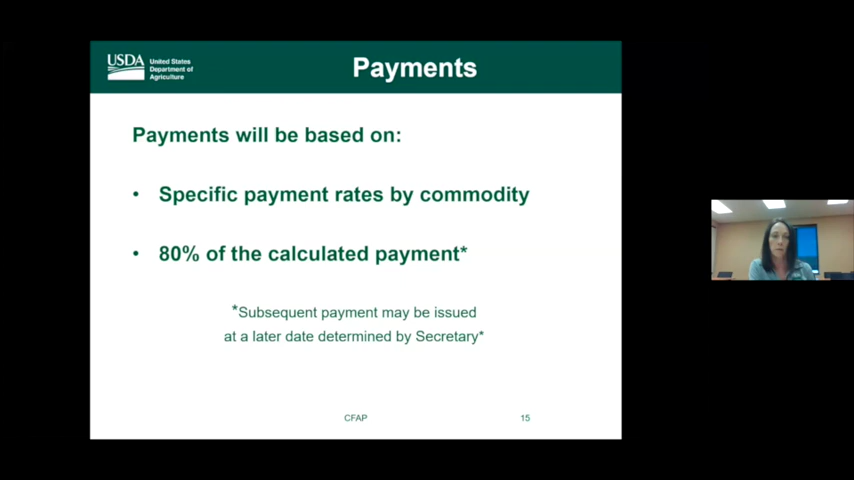 USDA
United States
Department of
Agriculture
Payments
Payments will be based on:
• Specific payment rates by commodity
• 80% of the calculated payment*
*Subsequent payment may be issued
at a later date determined by Secretary*
CFAP
15